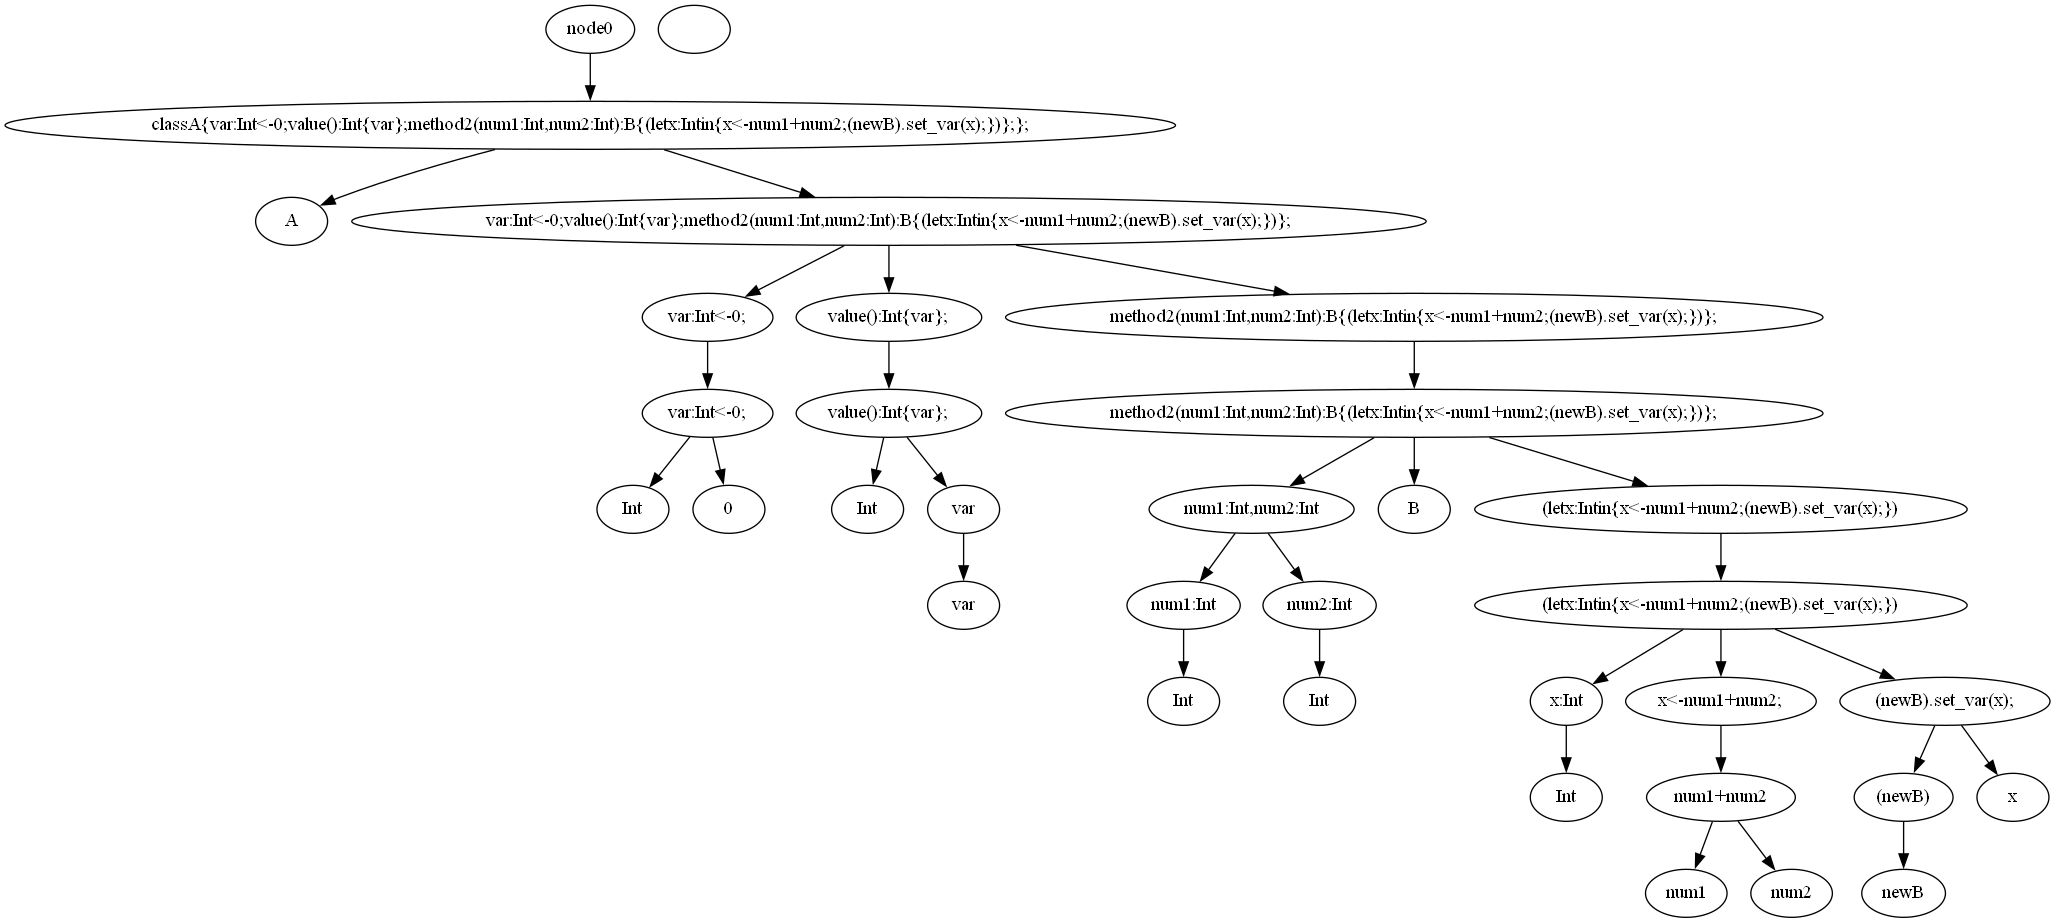 node0
classA{var:Int<-0;value():Int{var};method2(num1:Int,num2:Int):B{(letx:Intin{x<-num1+num2;(newB).set_var(x);})};};
A
var:Int<-0;value():Int{var};method2(num1:Int,num2:Int):B{(letx:Intin{x<-num1+num2;(newB).set_var(x);})};
var:Int<-0;
value():Int{var};
method2(num1:Int,num2:Int):B{(letx:Intin{x<-num1+num2;(newB).set_var(x);})};
var:Int<-0;
value():Int{var};
method2(num1:Int,num2:Int):B{(letx:Intin{x<-num1+num2;(newB).set_var(x);})};
Int
0
Int
var
num1:Int,num2:Int
B
(letx:Intin{x<-num1+num2;(newB).set_var(x);})
var
num1:Int
num2:Int
(letx:Intin{x<-num1+num2;(newB).set_var(x);})
Int
Int
x:Int
x<-num1+num2;
(newB).set_var(x);
Int
num1+num2
(newB)
x
num1
num2
newB